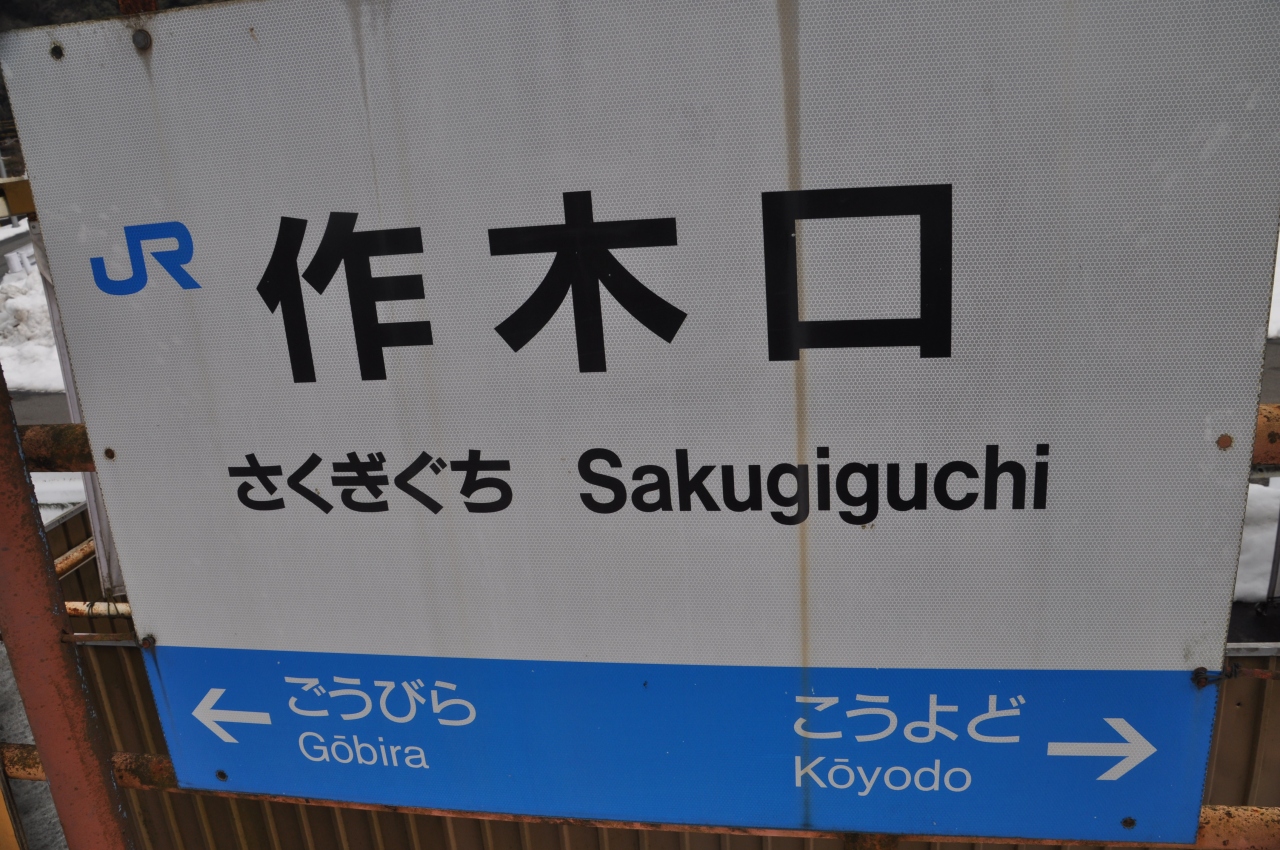 JR 作木口
さくぎぐち Sakugiguchi
← ごうびら こうよど →
Gōbira Kōyodo